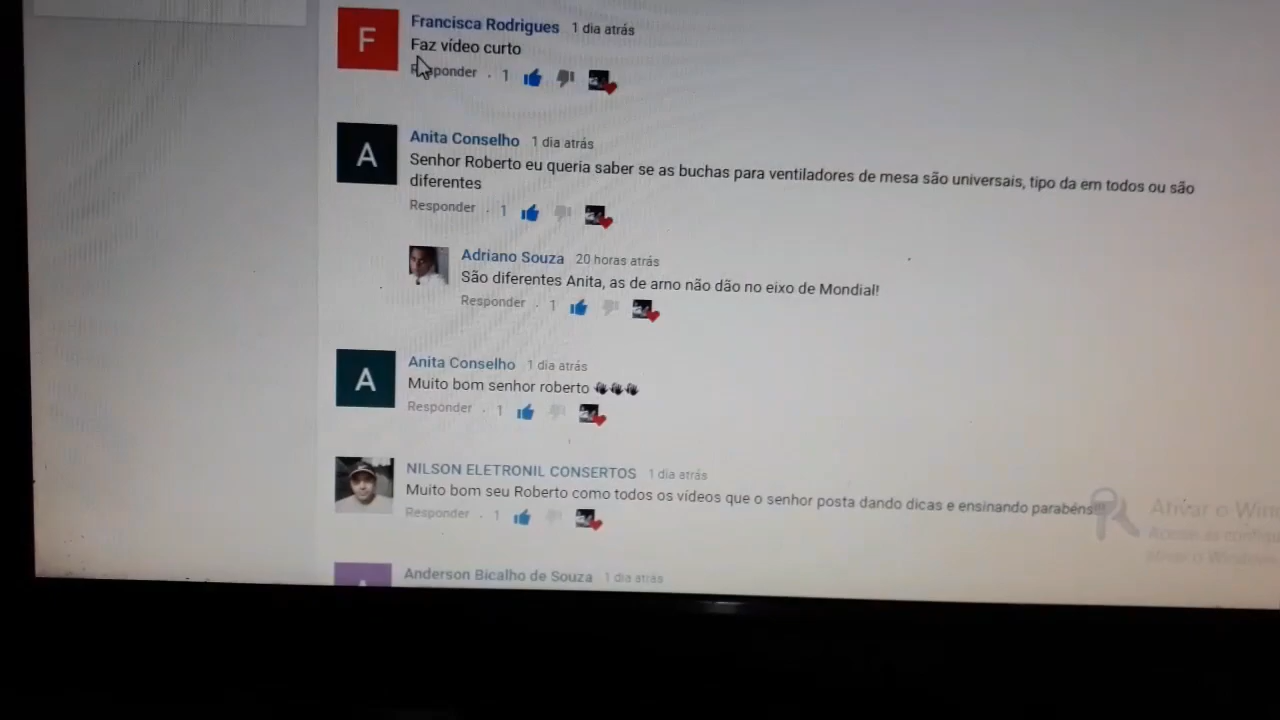 F
Francisca Rodrigues 1 dia atrás
Faz vídeo curto
Responder · 1
A
Anita Conselho 1 dia atrás
Senhor Roberto eu queria saber se as buchas para ventiladores de mesa são universais, tipo da em todos ou são
diferentes
Responder · 1
Adriano Souza 20 horas atrás
São diferentes Anita, as de arno não dão no eixo de Mondial!
Responder · 1
A
Anita Conselho 1 dia atrás
Muito bom senhor roberto 👏👏👏
Responder · 1
NILSON ELETRONIL CONSERTOS 1 dia atrás
Muito bom seu Roberto como todos os vídeos que o senhor posta dando dicas e ensinando parabéns!!!
Responder · 1
A
Anderson Bicalho de Souza 1 dia atrás
Ativar o Win
Acesse as configu
ativar o Windows